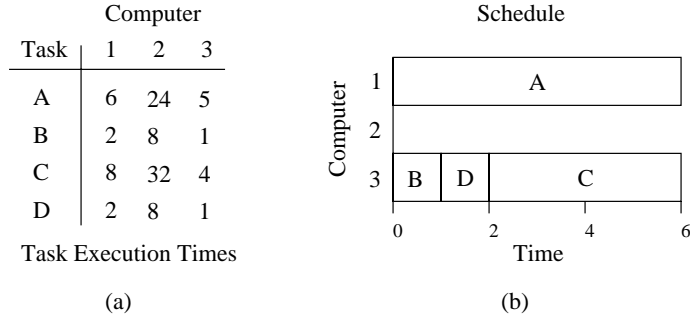 Computer
Task 1 2 3
A 6 24 5
B 2 8 1
C 8 32 4
D 2 8 1
Task Execution Times
(a)
Schedule
Computer
1 A
2
3 B D C
0 2 4 6
Time
(b)